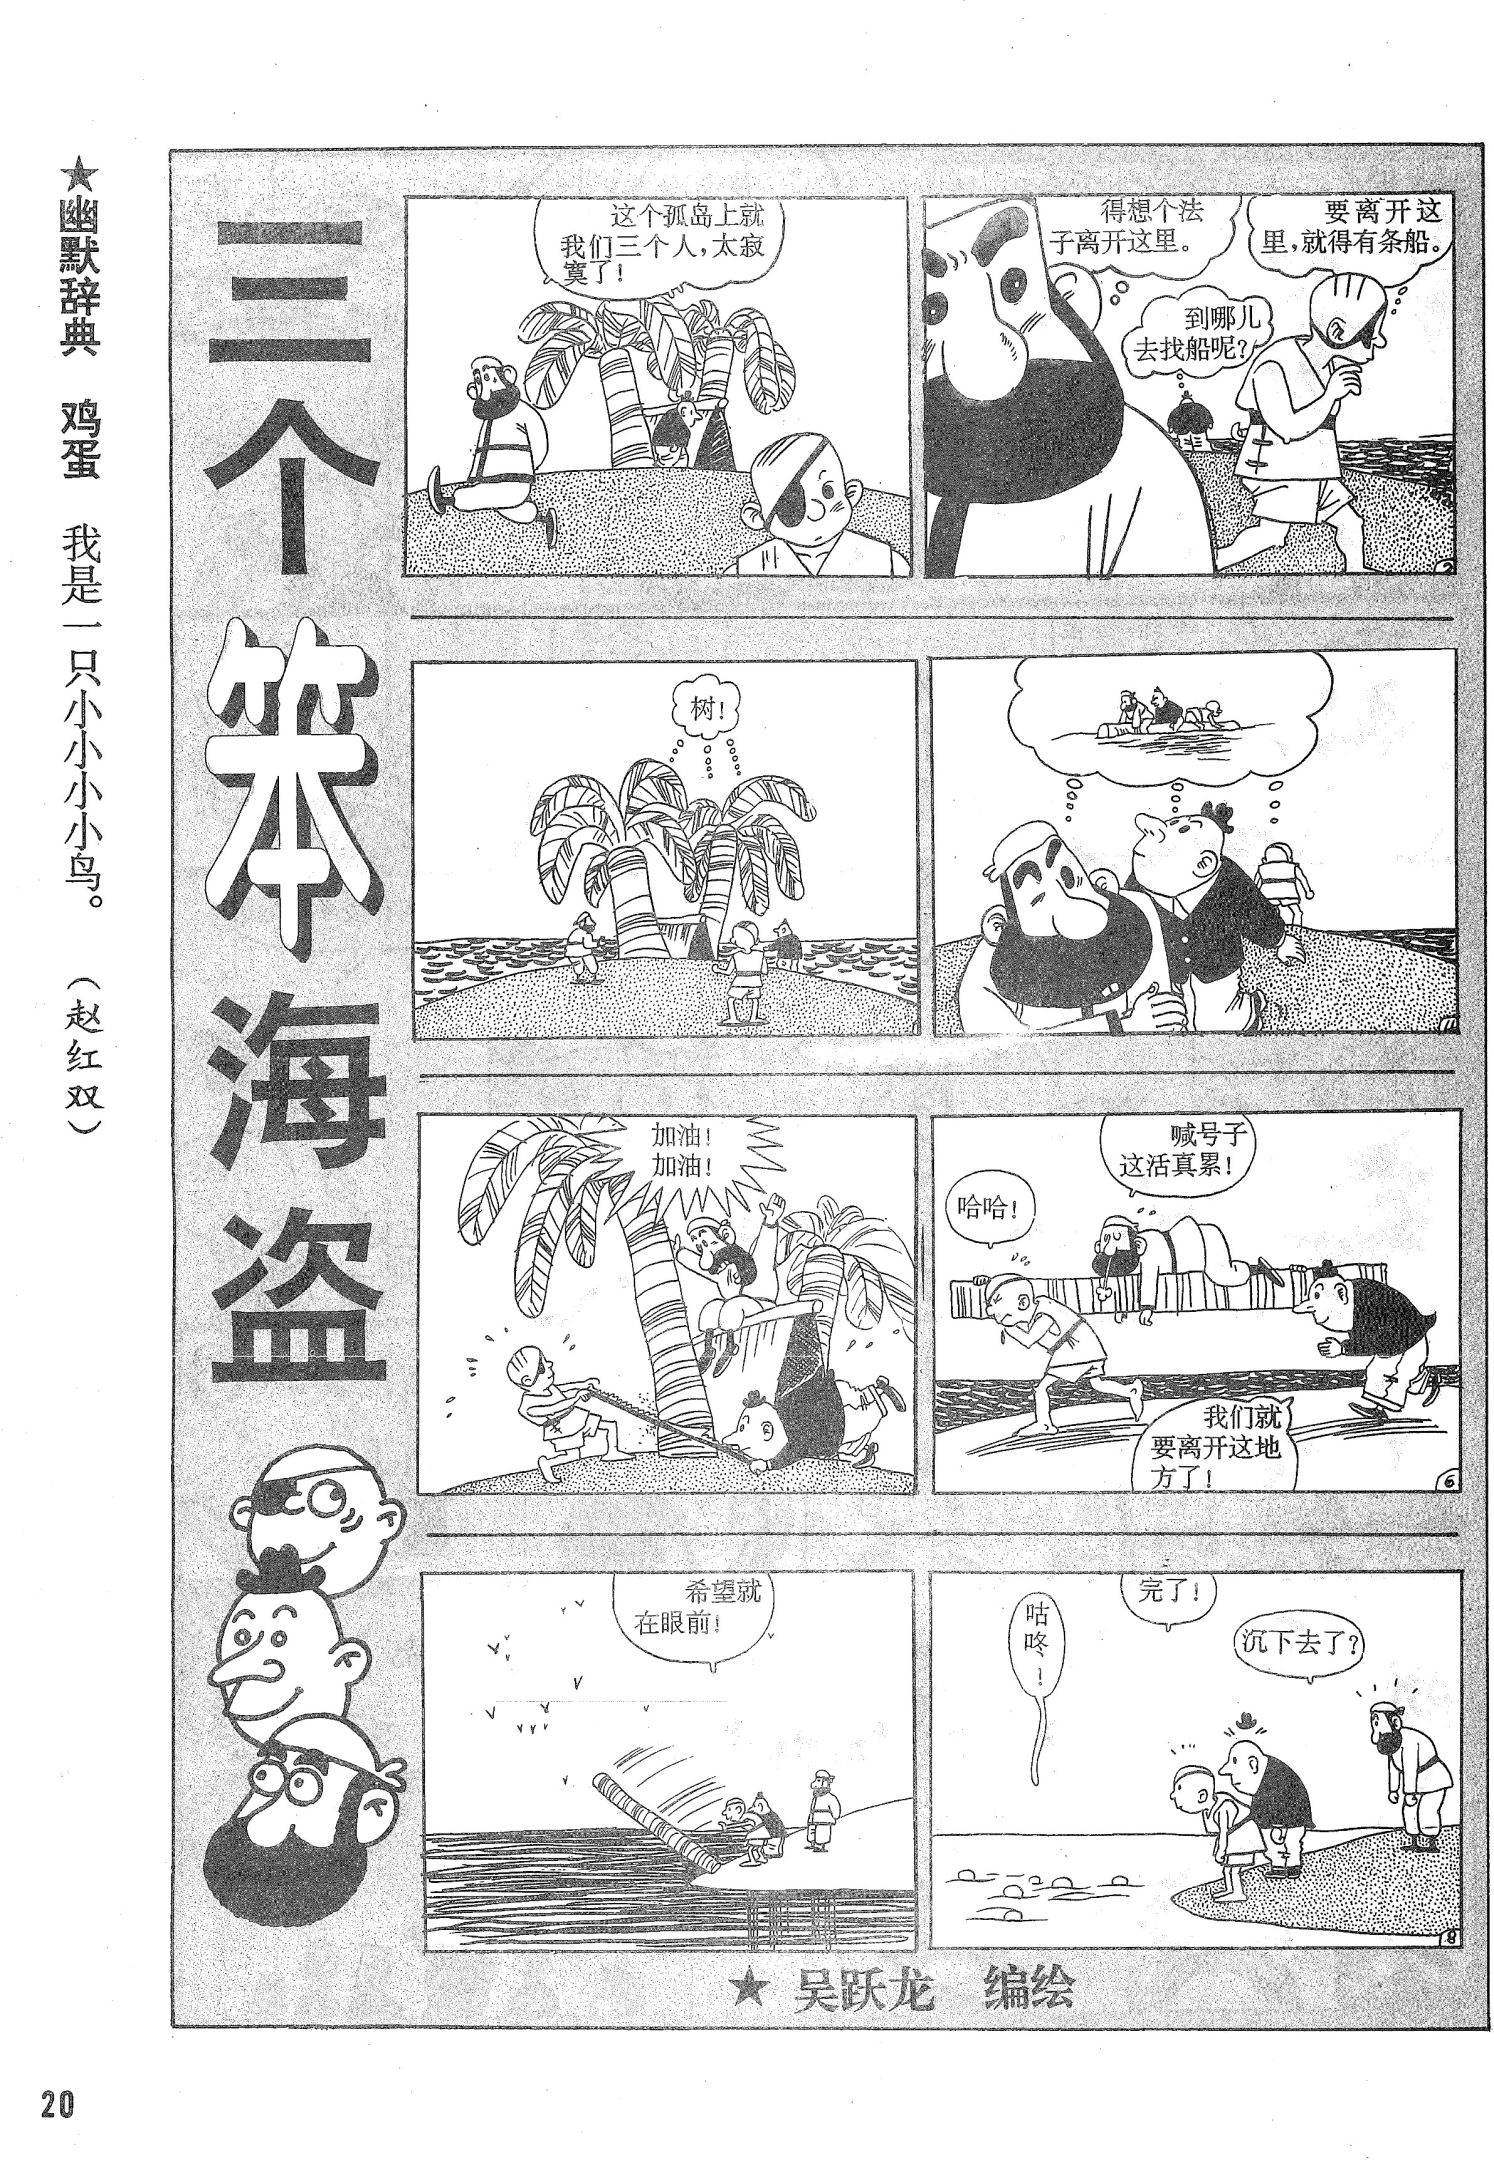 ★幽默辞典 鸡蛋 我是一只小小小小鸟。 （赵红双）
三个笨海盗
这个孤岛上就
我们三个人，太寂
寞了！
得想个法
子离开这里。
要离开这
里，就得有条船。
到哪儿
去找船呢？
2
树！
加油！
加油！
哈哈！
喊号子
这活真累！
我们就
要离开这地
方了！
6
希望就
在眼前！
咕咚！
完了！
沉下去了？
8
★ 吴跃龙 编绘
20